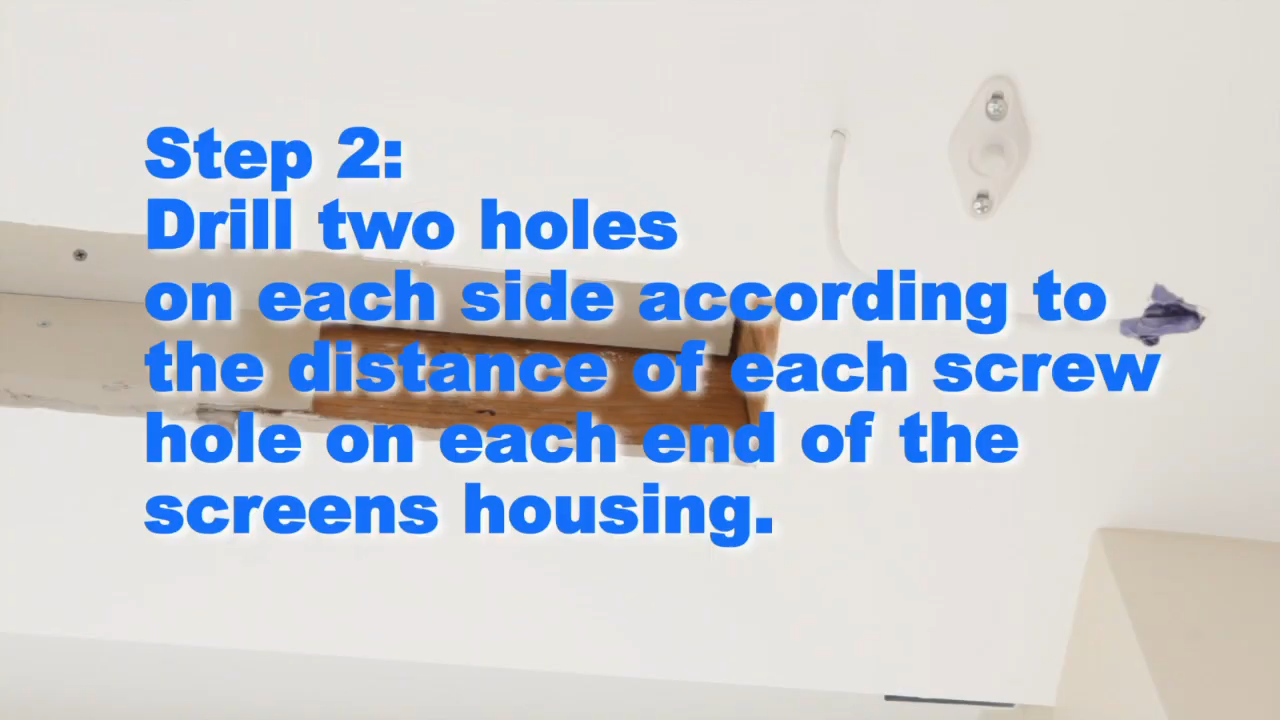 Step 2:
Drill two holes
on each side according to
the distance of each screw
hole on each end of the
screens housing.